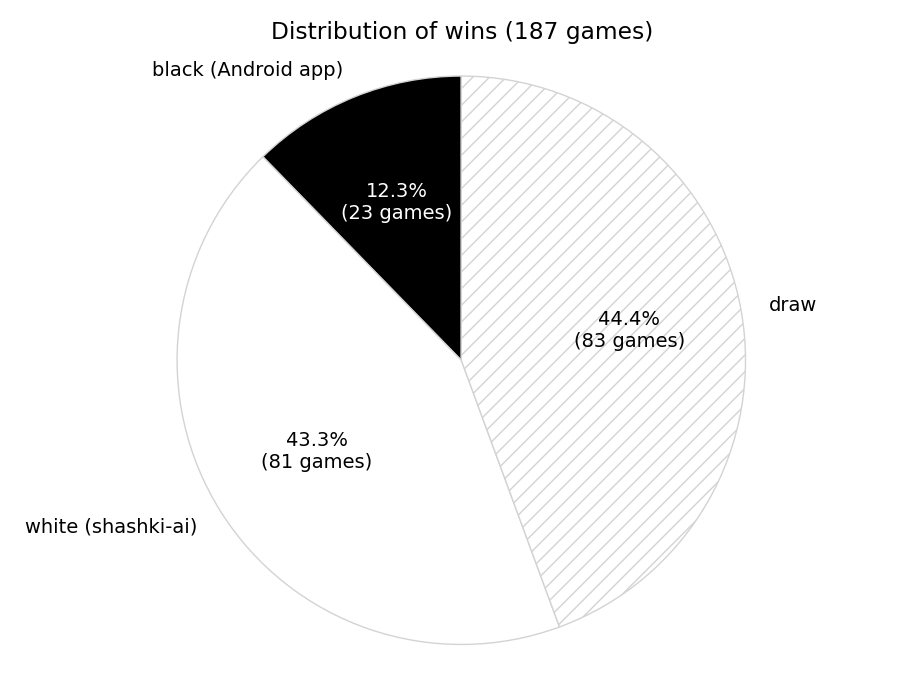 Distribution of wins (187 games)
black (Android app)
12.3%
(23 games)
draw
44.4%
(83 games)
43.3%
(81 games)
white (shashki-ai)